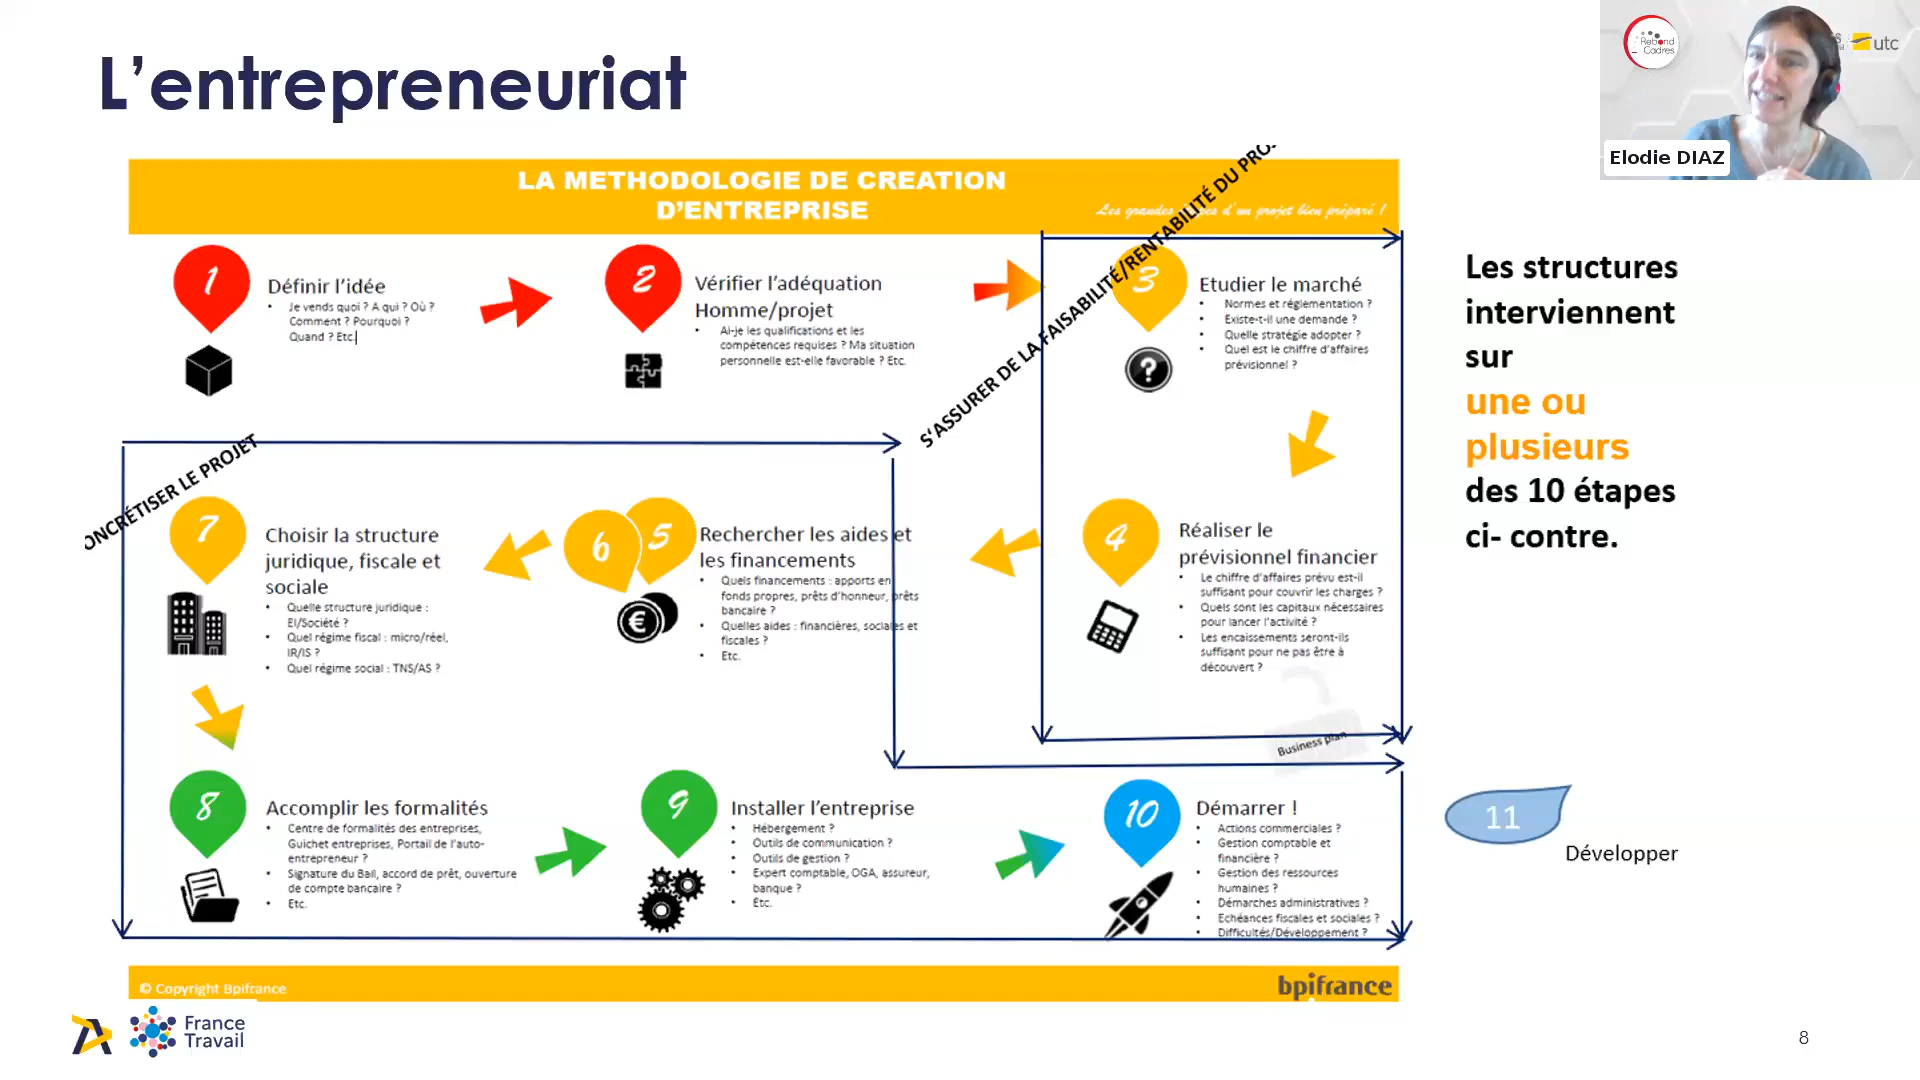 L’entrepreneuriat
Rebond
Cadres
utc
Elodie DIAZ
LA METHODOLOGIE DE CREATION
D’ENTREPRISE
Les grandes d’un projet bien préparé !
S‘ASSURER DE LA FAISABILITÉ/RENTABILITÉ DU PRO
1
Définir l’idée
• Je vends quoi ? A qui ? Où ?
Comment ? Pourquoi ?
Quand ? Etc.
2
Vérifier l’adéquation
Homme/projet
• Ai-je les qualifications et les
compétences requises ? Ma situation
personnelle est-elle favorable ? Etc.
3
Etudier le marché
• Normes et réglementation ?
• Existe-t-il une demande ?
• Quelle stratégie adopter ?
• Quel est le chiffre d’affaires
prévisionnel ?
Les structures
interviennent
sur
une ou
plusieurs
des 10 étapes
ci- contre.
ONCRÉTISER LE PROJET
7
Choisir la structure
juridique, fiscale et
sociale
• Quelle structure juridique :
EI/Société ?
• Quel régime fiscal : micro/réel,
IR/IS ?
• Quel régime social : TNS/AS ?
6
5
Rechercher les aides et
les financements
• Quels financements : apports en
fonds propres, prêts d’honneur, prêts
bancaire ?
• Quelles aides : financières, sociales et
fiscales ?
• Etc.
4
Réaliser le
prévisionnel financier
• Le chiffre d’affaires prévu est-il
suffisant pour couvrir les charges ?
• Quels sont les capitaux nécessaires
pour lancer l’activité ?
• Les encaissements seront-ils
suffisant pour ne pas être à
découvert ?
Business plan
8
Accomplir les formalités
• Centre de formalités des entreprises,
Guichet entreprises, Portail de l’auto-
entrepreneur ?
• Signature du Bail, accord de prêt, ouverture
de compte bancaire ?
• Etc.
9
Installer l’entreprise
• Hébergement ?
• Outils de communication ?
• Outils de gestion ?
• Expert comptable, OGA, assureur,
banque ?
• Etc.
10
Démarrer !
• Actions commerciales ?
• Gestion comptable et
financière ?
• Gestion des ressources
humaines ?
• Démarches administratives ?
• Echéances fiscales et sociales ?
• Difficultés/Développement ?
11
Développer
© Copyright Bpifrance
bpifrance
France
Travail
8